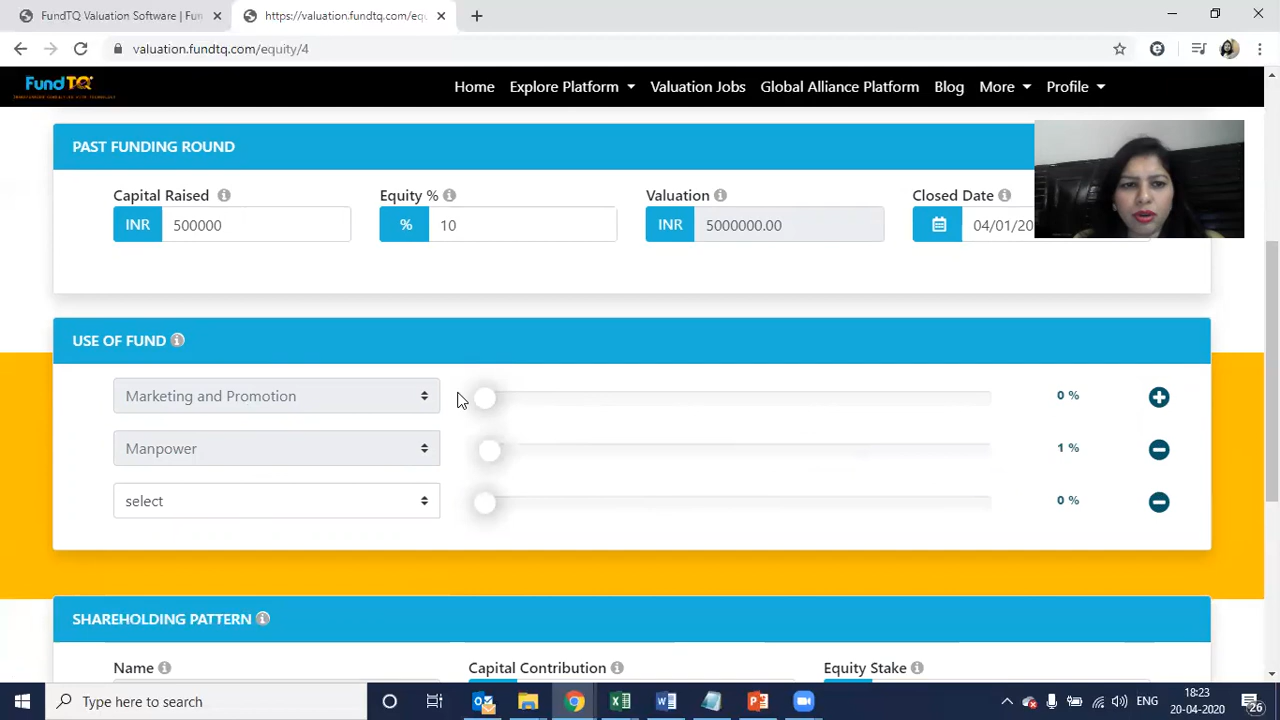 FundTQ Valuation Software | Fun
https://valuation.fundtq.com/equ
valuation.fundtq.com/equity/4
FundTQ
Home Explore Platform Valuation Jobs Global Alliance Platform Blog More Profile
PAST FUNDING ROUND
Capital Raised Equity % Valuation Closed Date
INR 500000 % 10 INR 5000000.00 04/01/20
USE OF FUND
Marketing and Promotion 0 %
Manpower 1 %
select 0 %
SHAREHOLDING PATTERN
Name Capital Contribution Equity Stake
Type here to search
ENG
18:23
20-04-2020
26